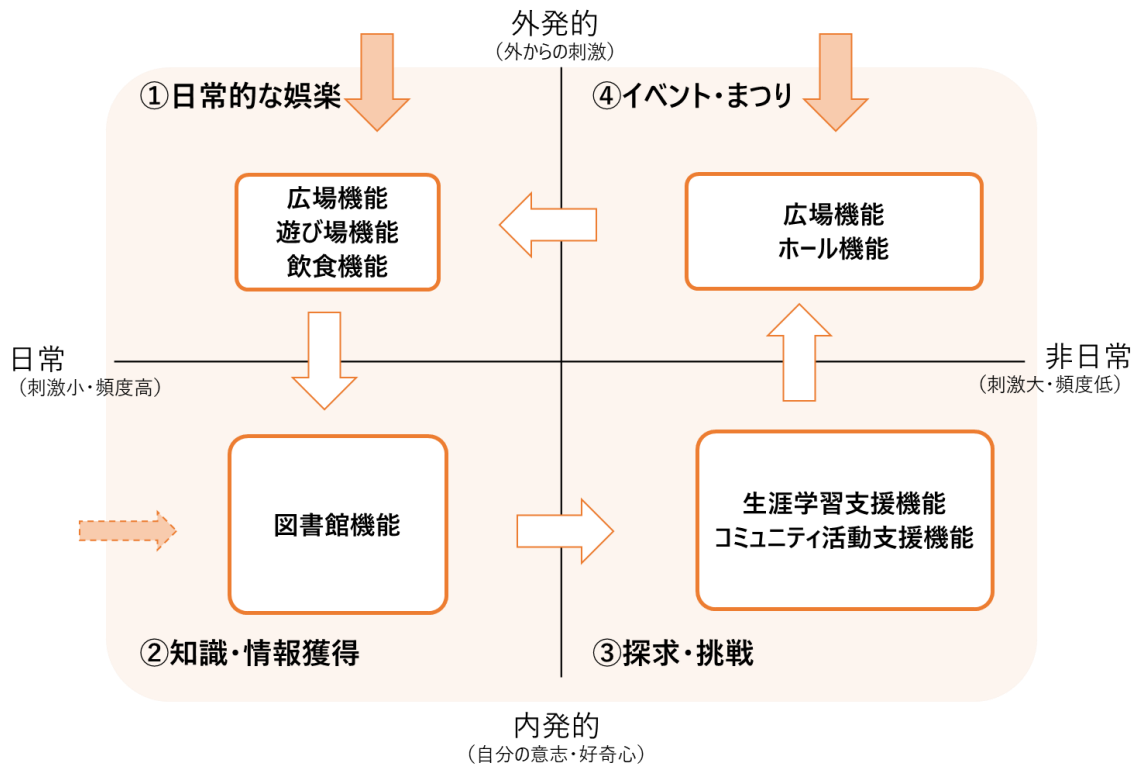 外発的
（外からの刺激）
①日常的な娯楽
④イベント・まつり
広場機能
遊び場機能
飲食機能
広場機能
ホール機能
日常
（刺激小・頻度高）
非日常
（刺激大・頻度低）
図書館機能
生涯学習支援機能
コミュニティ活動支援機能
②知識・情報獲得
③探求・挑戦
内発的
（自分の意志・好奇心）